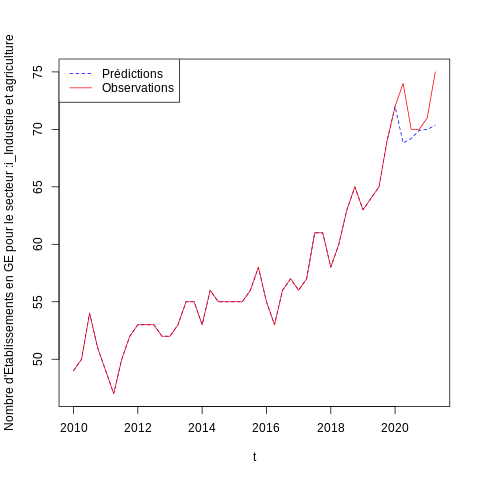 Nombre d'Etablissements en GE pour le secteur :i_Industrie et agriculture
Prédictions
Observations
75
70
65
60
55
50
2010 2012 2014 2016 2018 2020
t